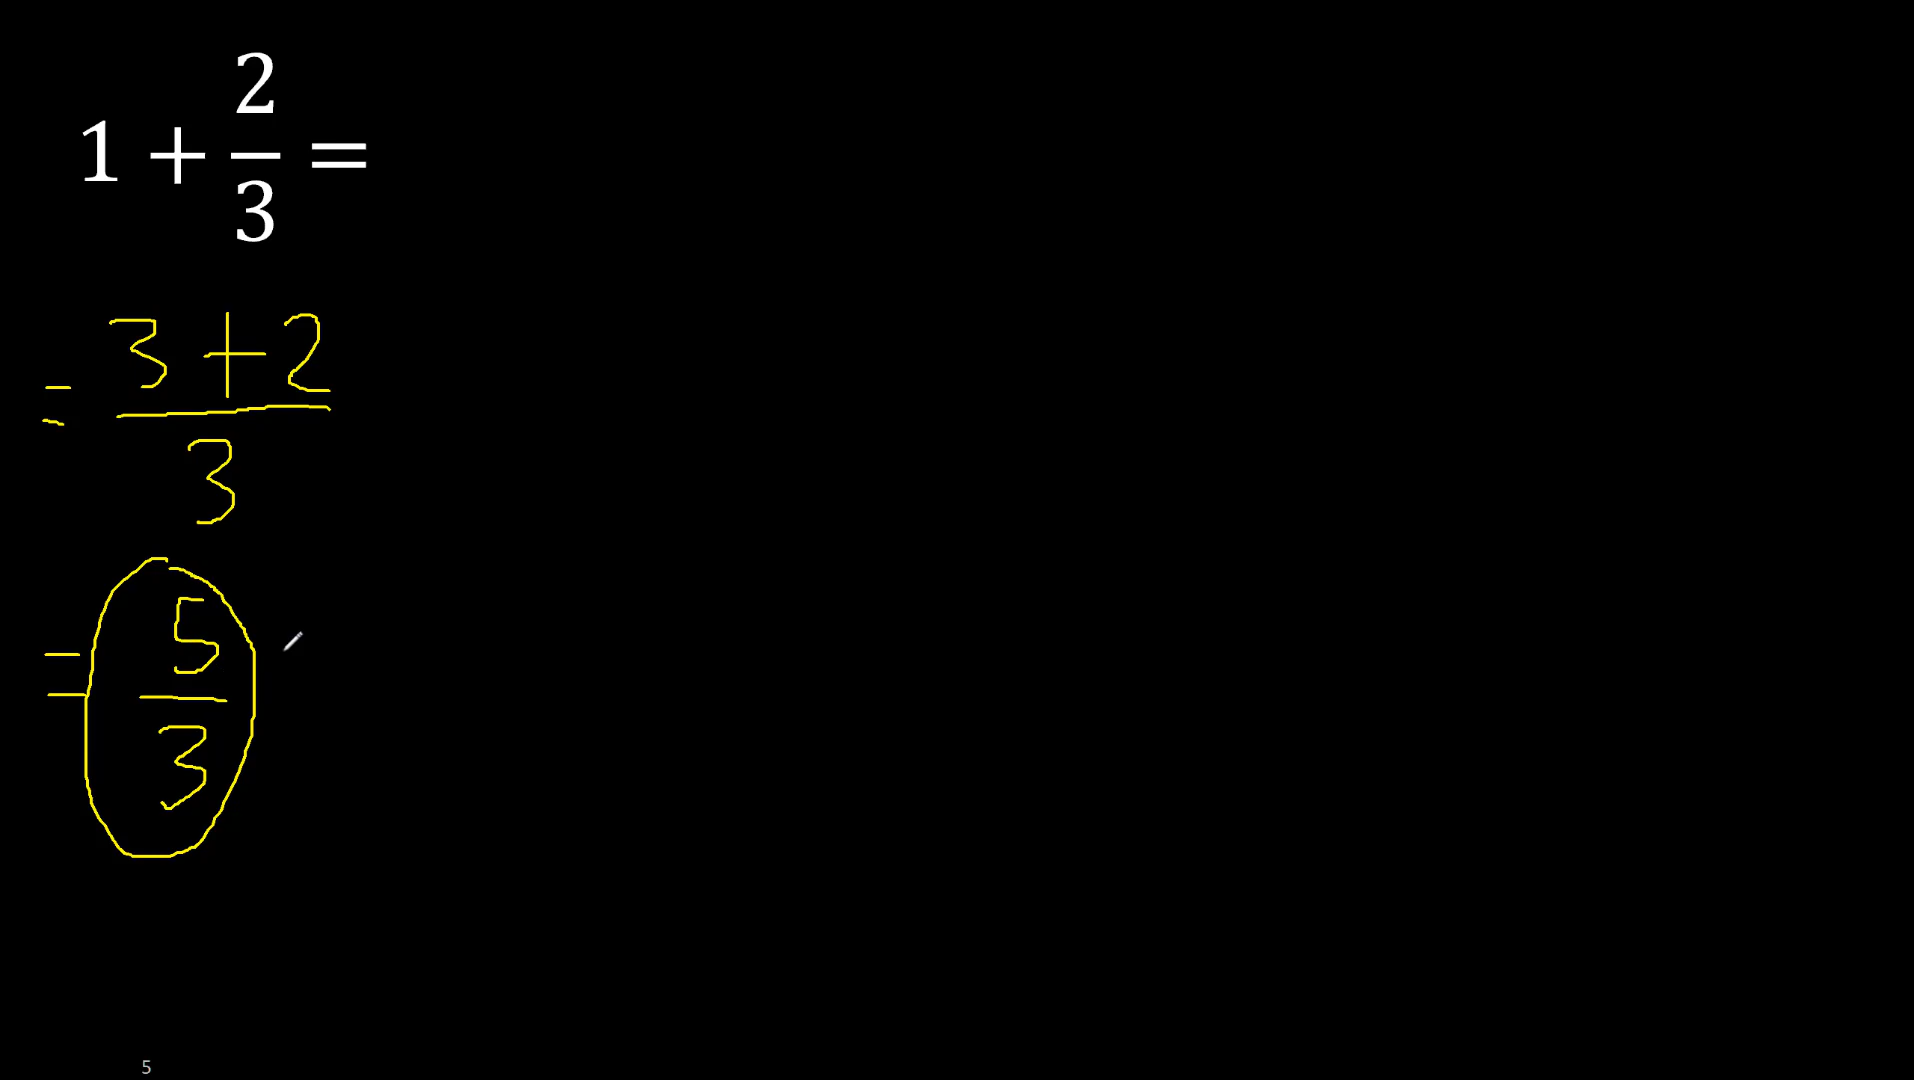 1 + 2/3 =
= 3+2/3
= 5/3
5